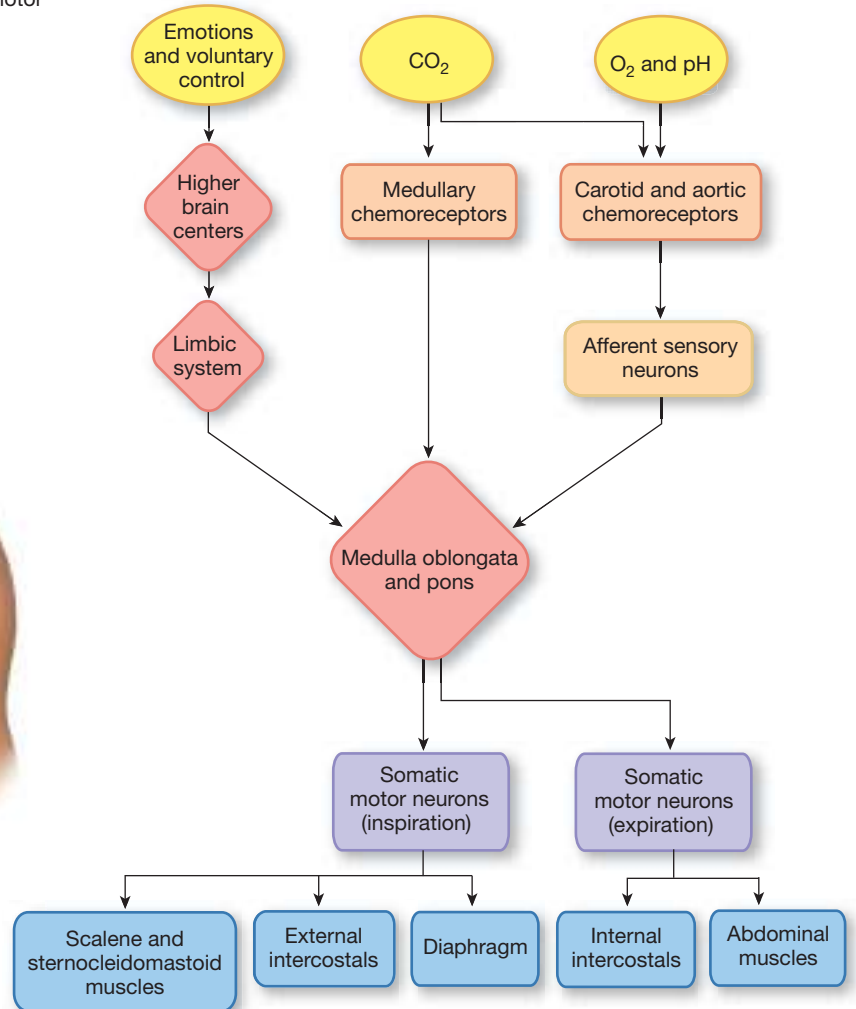 otor
Emotions
and voluntary
control
CO₂
O₂ and pH
Higher
brain
centers
Medullary
chemoreceptors
Carotid and aortic
chemoreceptors
Limbic
system
Afferent sensory
neurons
Medulla oblongata
and pons
Somatic
motor neurons
(inspiration)
Somatic
motor neurons
(expiration)
Scalene and
sternocleidomastoid
muscles
External
intercostals
Diaphragm
Internal
intercostals
Abdominal
muscles